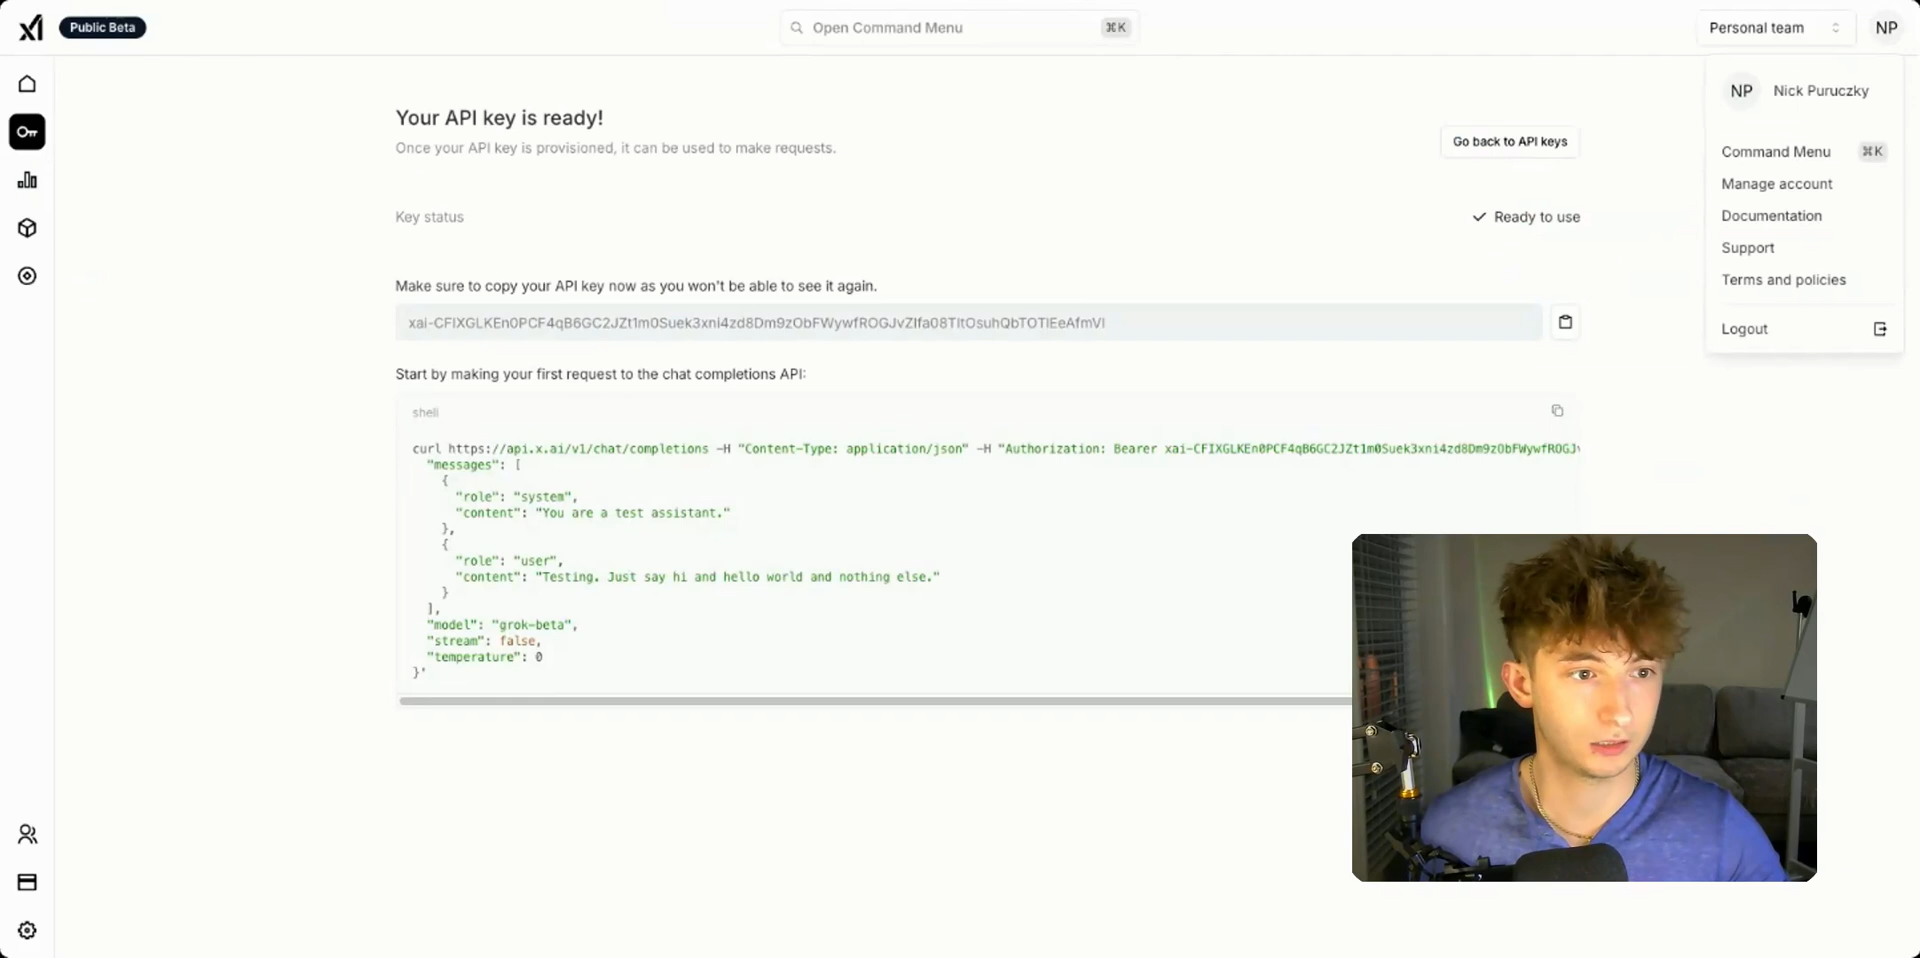 Public Beta
Open Command Menu
⌘K
Personal team
NP
NP
Nick Puruczky
Command Menu
⌘K
Manage account
Documentation
Support
Terms and policies
Logout
Your API key is ready!
Once your API key is provisioned, it can be used to make requests.
Go back to API keys
Key status
Ready to use
Make sure to copy your API key now as you won't be able to see it again.
Start by making your first request to the chat completions API:
shell
curl https://api.x.ai/v1/chat/completions -H "Content-Type: application/json" -H "Authorization: Bearer
"messages": [
{
"role": "system",
"content": "You are a test assistant."
},
{
"role": "user",
"content": "Testing. Just say hi and hello world and nothing else."
}
],
"model": "grok-beta",
"stream": false,
"temperature": 0
}'